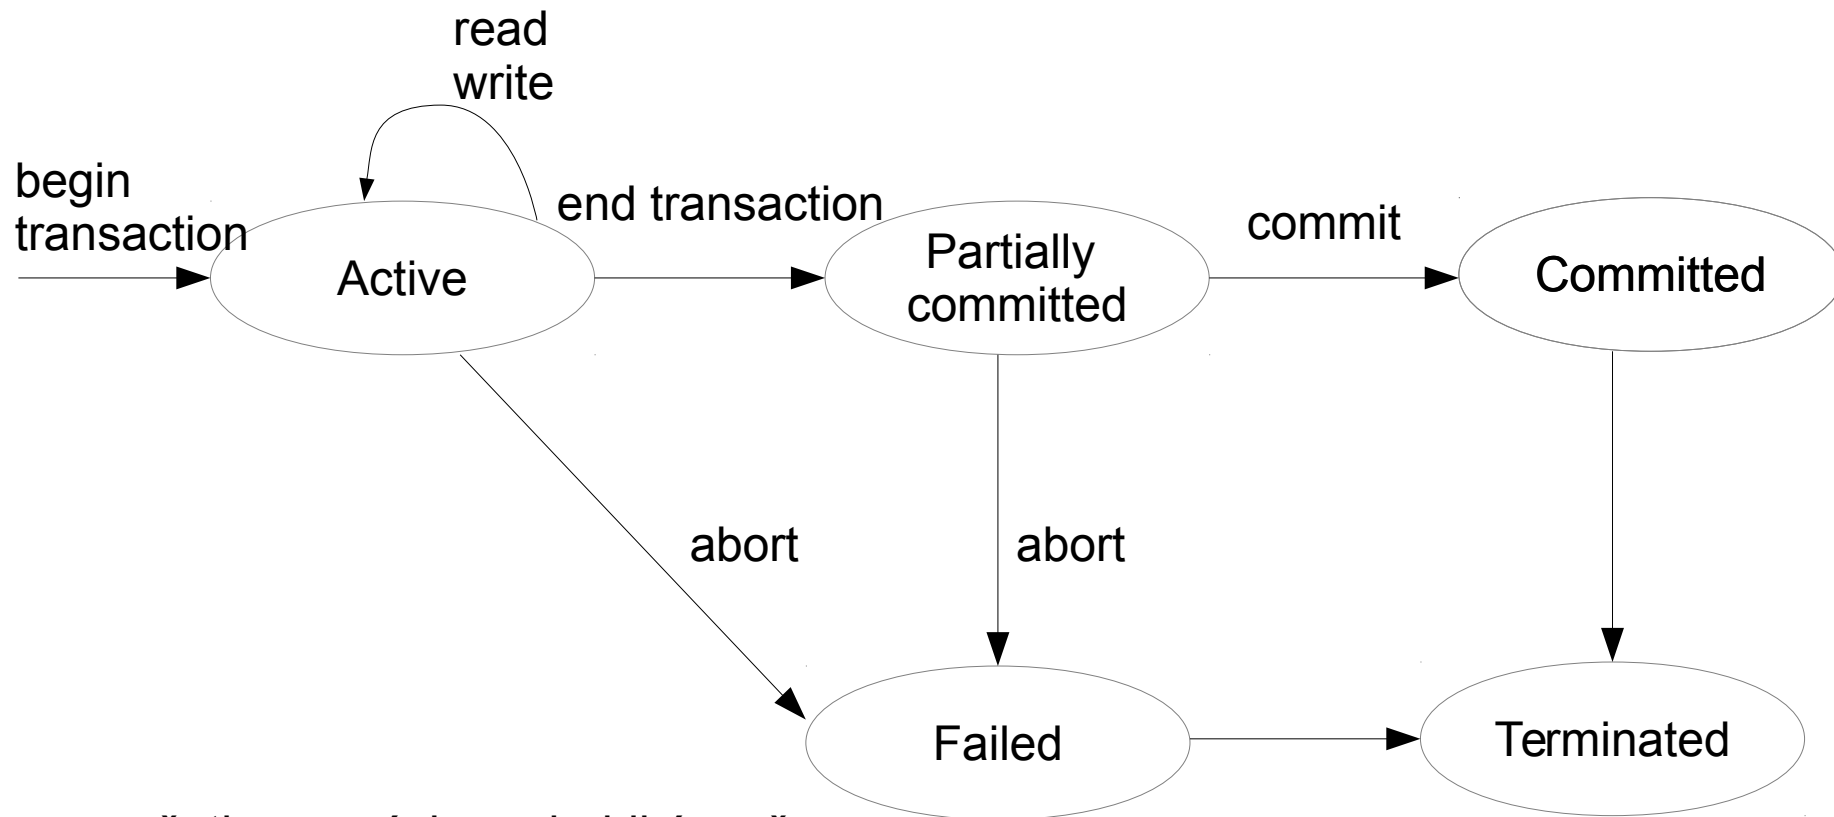 read
write
begin
transaction
end transaction
commit
Active
Partially
committed
Committed
abort
abort
Failed
Terminated